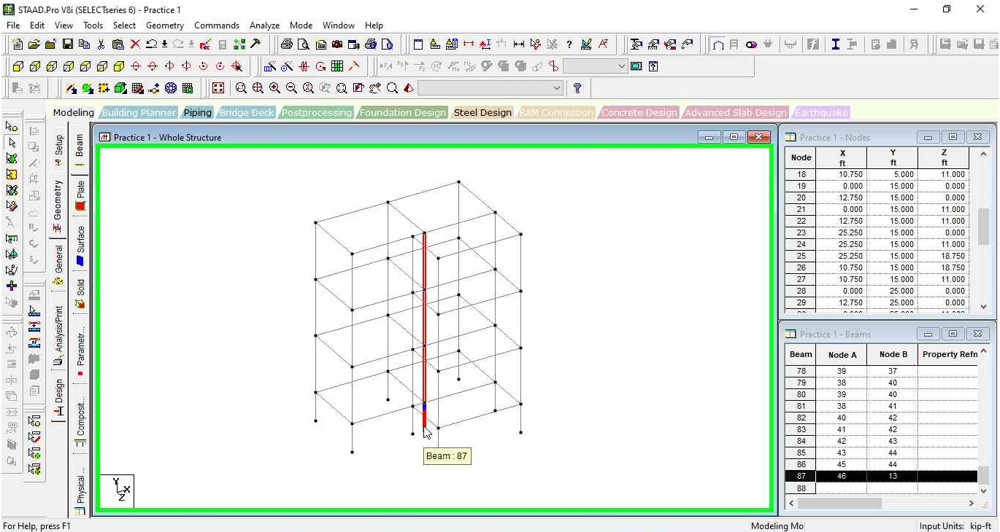 STAAD.Pro V8i (SELECTseries 6) - Practice 1
File Edit View Tools Select Geometry Commands Analyze Mode Window Help
Modeling Building Planner Piping Bridge Deck Postprocessing Foundation Design Steel Design RAM Connection Concrete Design Advanced Slab Design Earthquake
Setup
Geometry
General
Analysis/Print
Design
Beam
Plate
Surface
Solid
Parametr...
Composit...
Physical ...
Practice 1 - Whole Structure
Beam : 87
Y
X
Z
Practice 1 - Nodes
Node X ft Y ft Z ft
18 10.750 5.000 11.000
19 0.000 15.000 0.000
20 12.750 15.000 0.000
21 0.000 15.000 11.000
22 12.750 15.000 11.000
23 25.250 15.000 0.000
24 25.250 15.000 11.000
25 25.250 15.000 18.750
26 10.750 15.000 18.750
27 10.750 15.000 11.000
28 0.000 25.000 0.000
29 12.750 25.000 0.000
Practice 1 - Beams
Beam Node A Node B Property Refn
78 39 37
79 38 40
80 39 40
81 38 41
82 40 42
83 41 42
84 42 43
85 43 44
86 45 44
87 46 13
88
For Help, press F1
Modeling Mo
Input Units: kip-ft